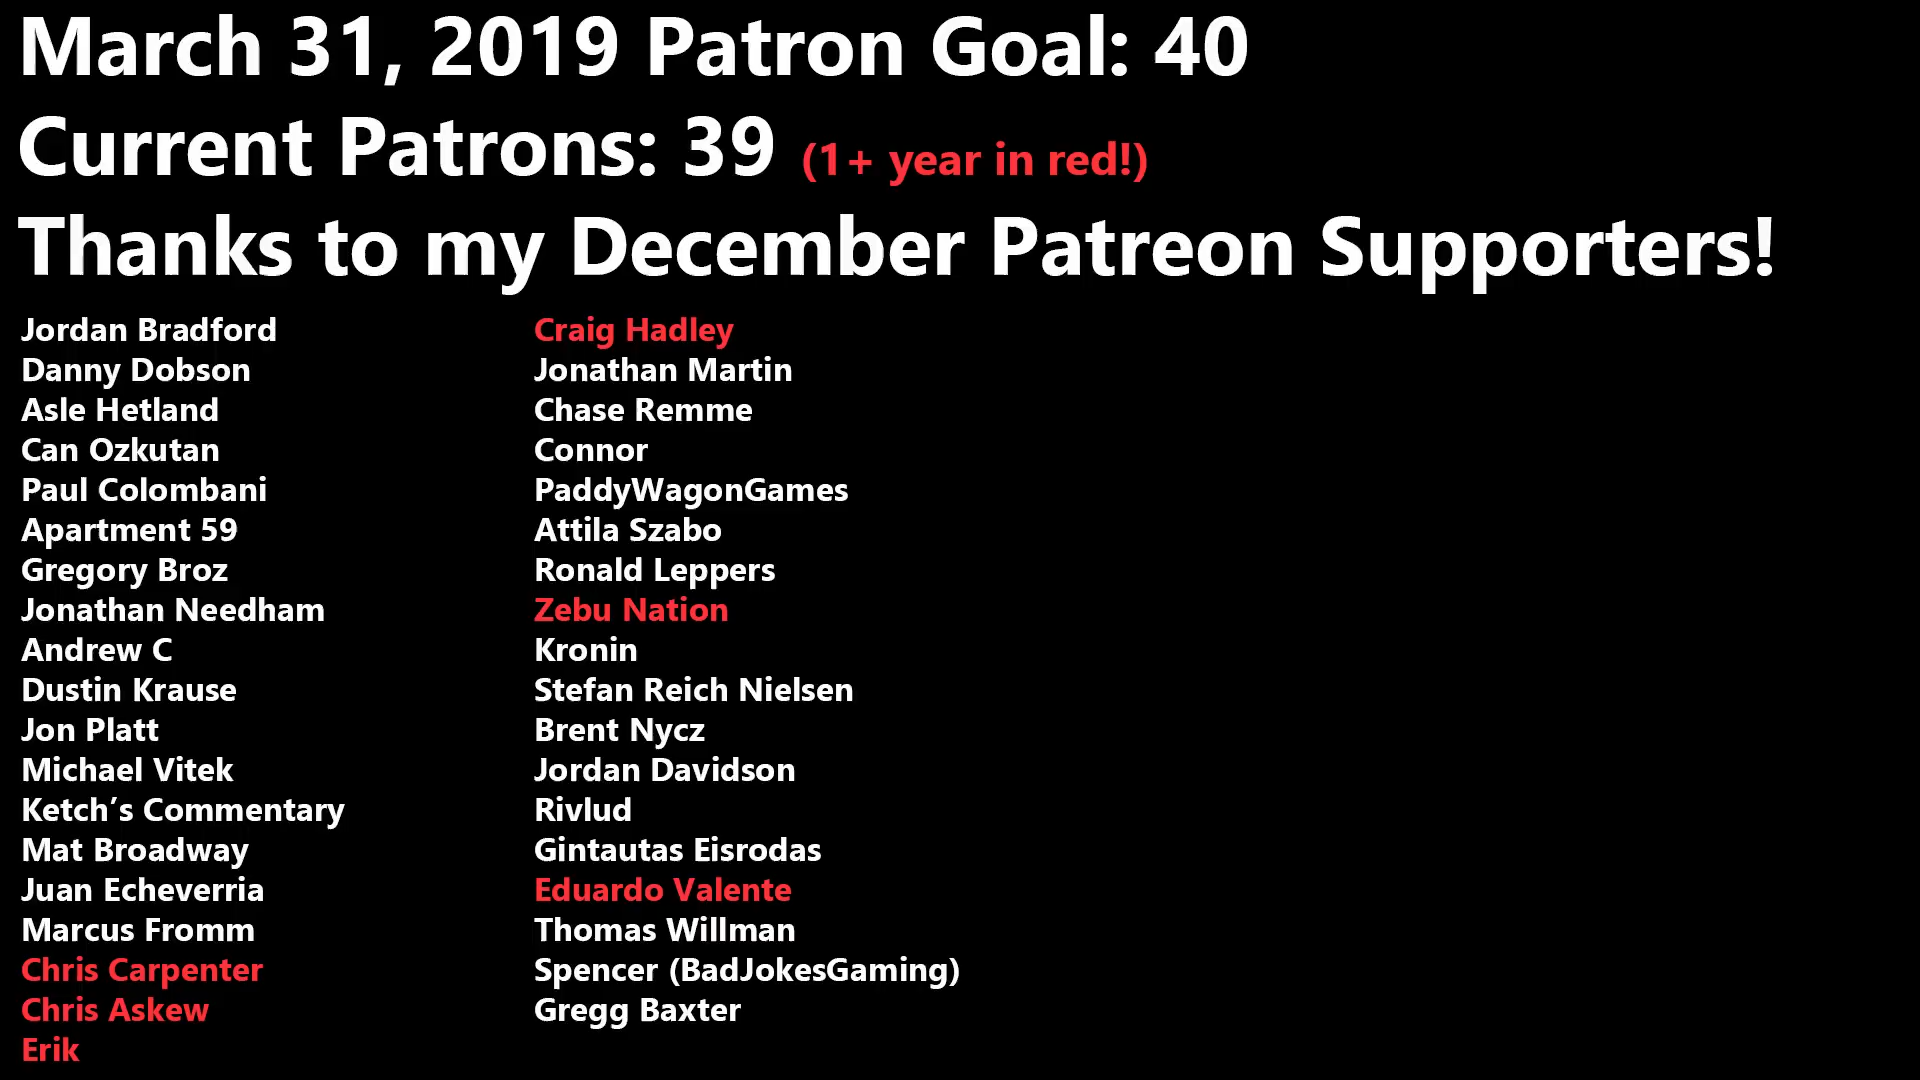 March 31, 2019 Patron Goal: 40
Current Patrons: 39 (1+ year in red!)
Thanks to my December Patreon Supporters!
Jordan Bradford
Danny Dobson
Asle Hetland
Can Ozkutan
Paul Colombani
Apartment 59
Gregory Broz
Jonathan Needham
Andrew C
Dustin Krause
Jon Platt
Michael Vitek
Ketch’s Commentary
Mat Broadway
Juan Echeverria
Marcus Fromm
Chris Carpenter
Chris Askew
Erik
Craig Hadley
Jonathan Martin
Chase Remme
Connor
PaddyWagonGames
Attila Szabo
Ronald Leppers
Zebu Nation
Kronin
Stefan Reich Nielsen
Brent Nycz
Jordan Davidson
Rivlud
Gintautas Eisrodas
Eduardo Valente
Thomas Willman
Spencer (BadJokesGaming)
Gregg Baxter